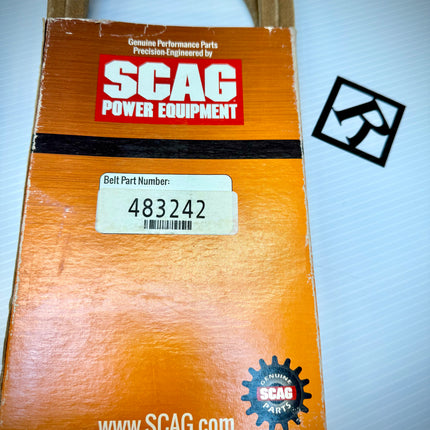 Genuine Performance Parts
Precision-Engineered by
SCAG
POWER EQUIPMENT
Belt Part Number:
483242
GENUINE
SCAG
PARTS
www.SCAG.com